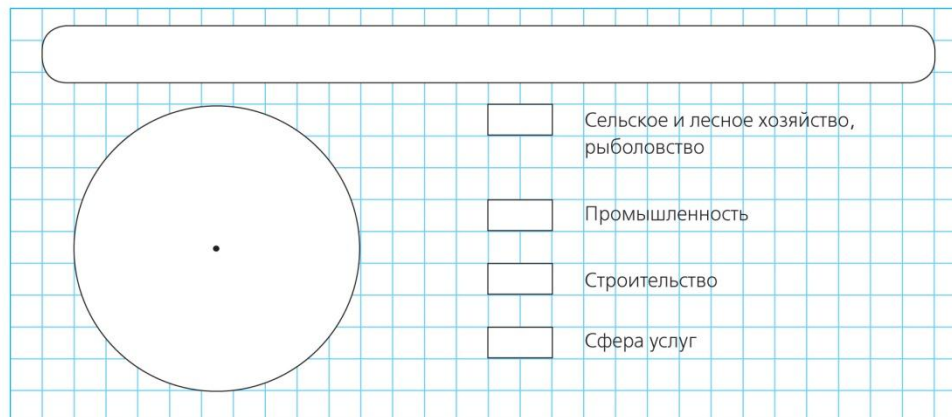 Сельское и лесное хозяйство,
рыболовство
Промышленность
Строительство
Сфера услуг